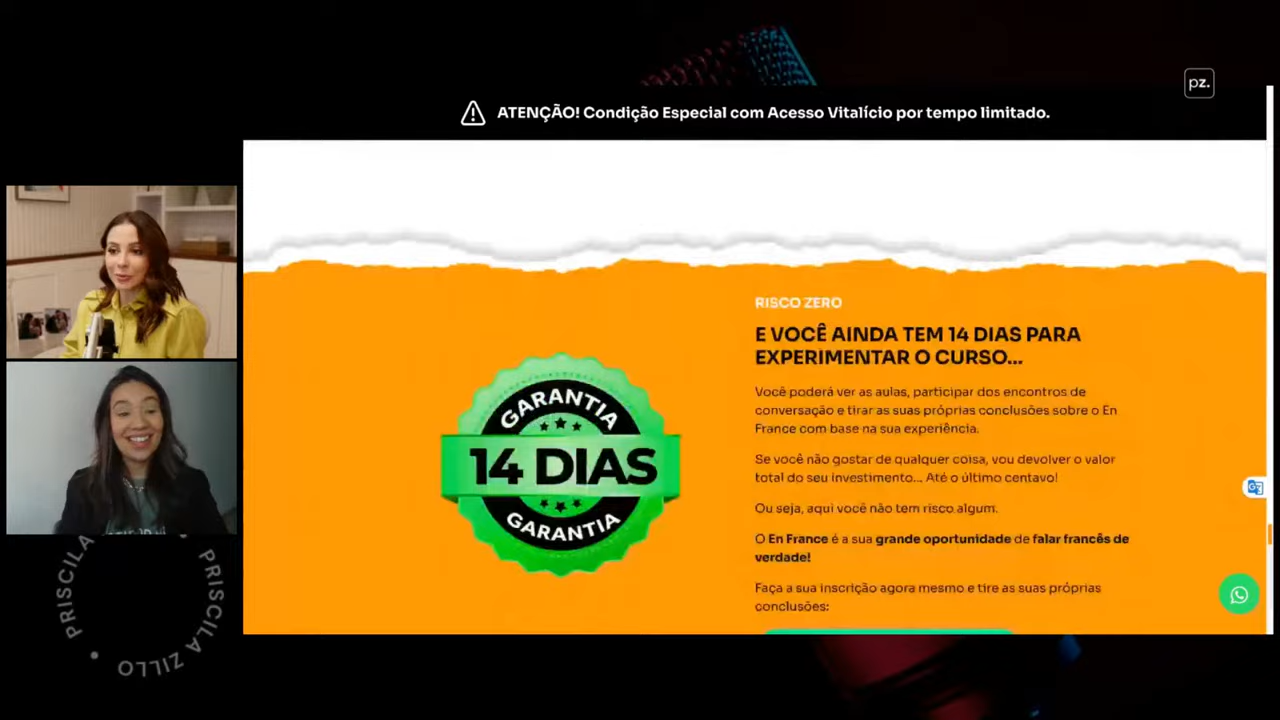 pz.
ATENÇÃO! Condição Especial com Acesso Vitalício por tempo limitado.
RISCO ZERO
E VOCÊ AINDA TEM 14 DIAS PARA
EXPERIMENTAR O CURSO...
Você poderá ver as aulas, participar dos encontros de
conversação e tirar as suas próprias conclusões sobre o En
France com base na sua experiência.
Se você não gostar de qualquer coisa, vou devolver o valor
total do seu investimento... Até o último centavo!
Ou seja, aqui você não tem risco algum.
O En France é a sua grande oportunidade de falar francês de
verdade!
Faça a sua inscrição agora mesmo e tire as suas próprias
conclusões:
GARANTIA
14 DIAS
GARANTIA
PRISCILA • PRISCILA ZILLO •